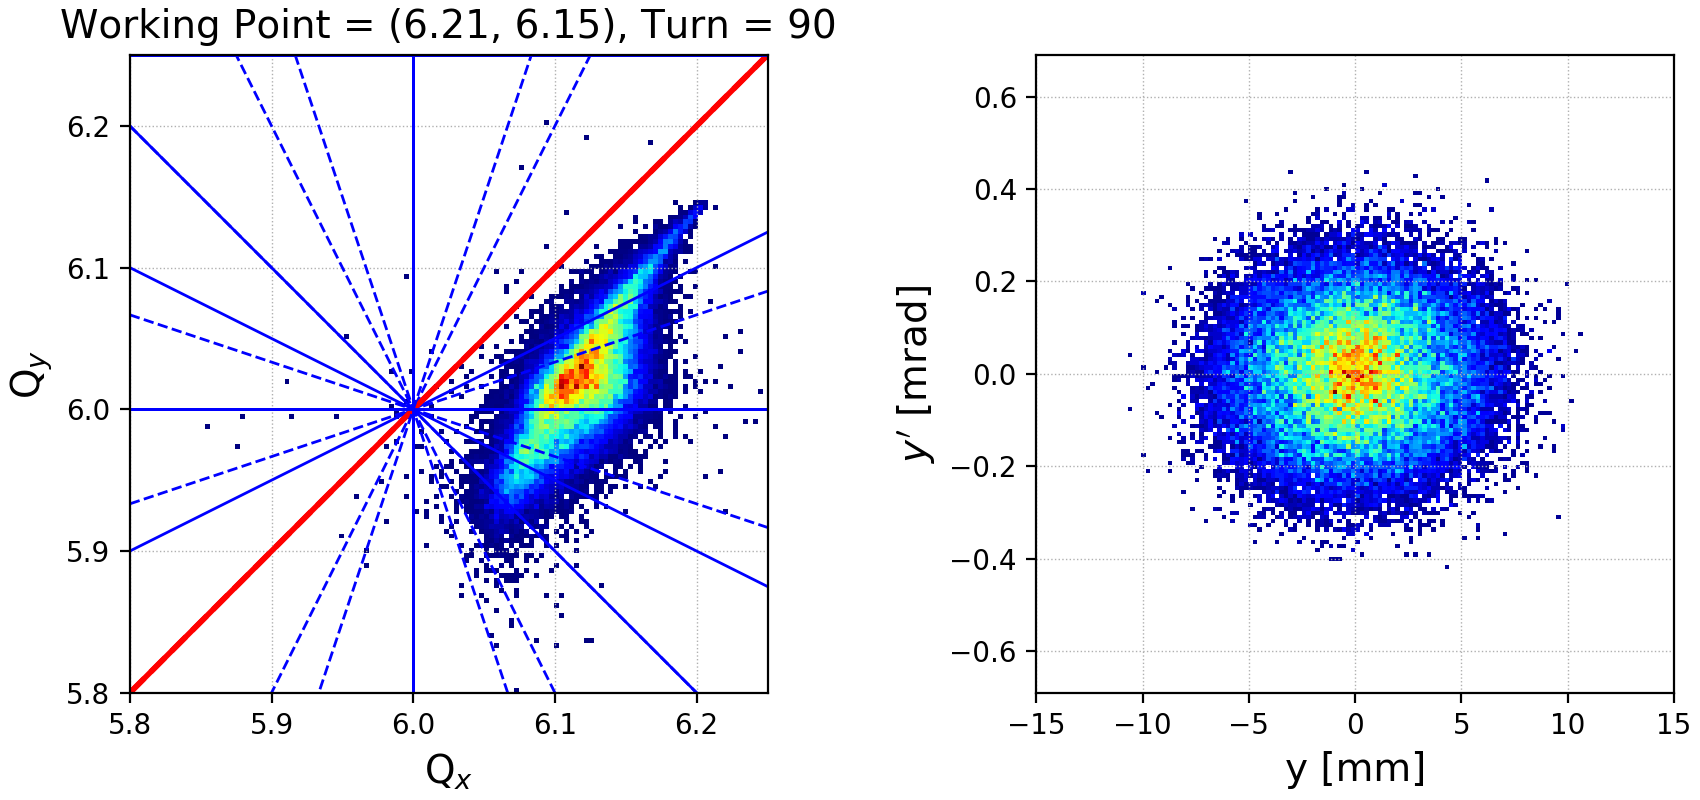 Working Point = (6.21, 6.15), Turn = 90
6.2
6.1
6.0
5.9
5.8
Q_y
5.8 5.9 6.0 6.1 6.2
Q_x
0.6
0.4
0.2
0.0
−0.2
−0.4
−0.6
y′ [mrad]
−15 −10 −5 0 5 10 15
y [mm]